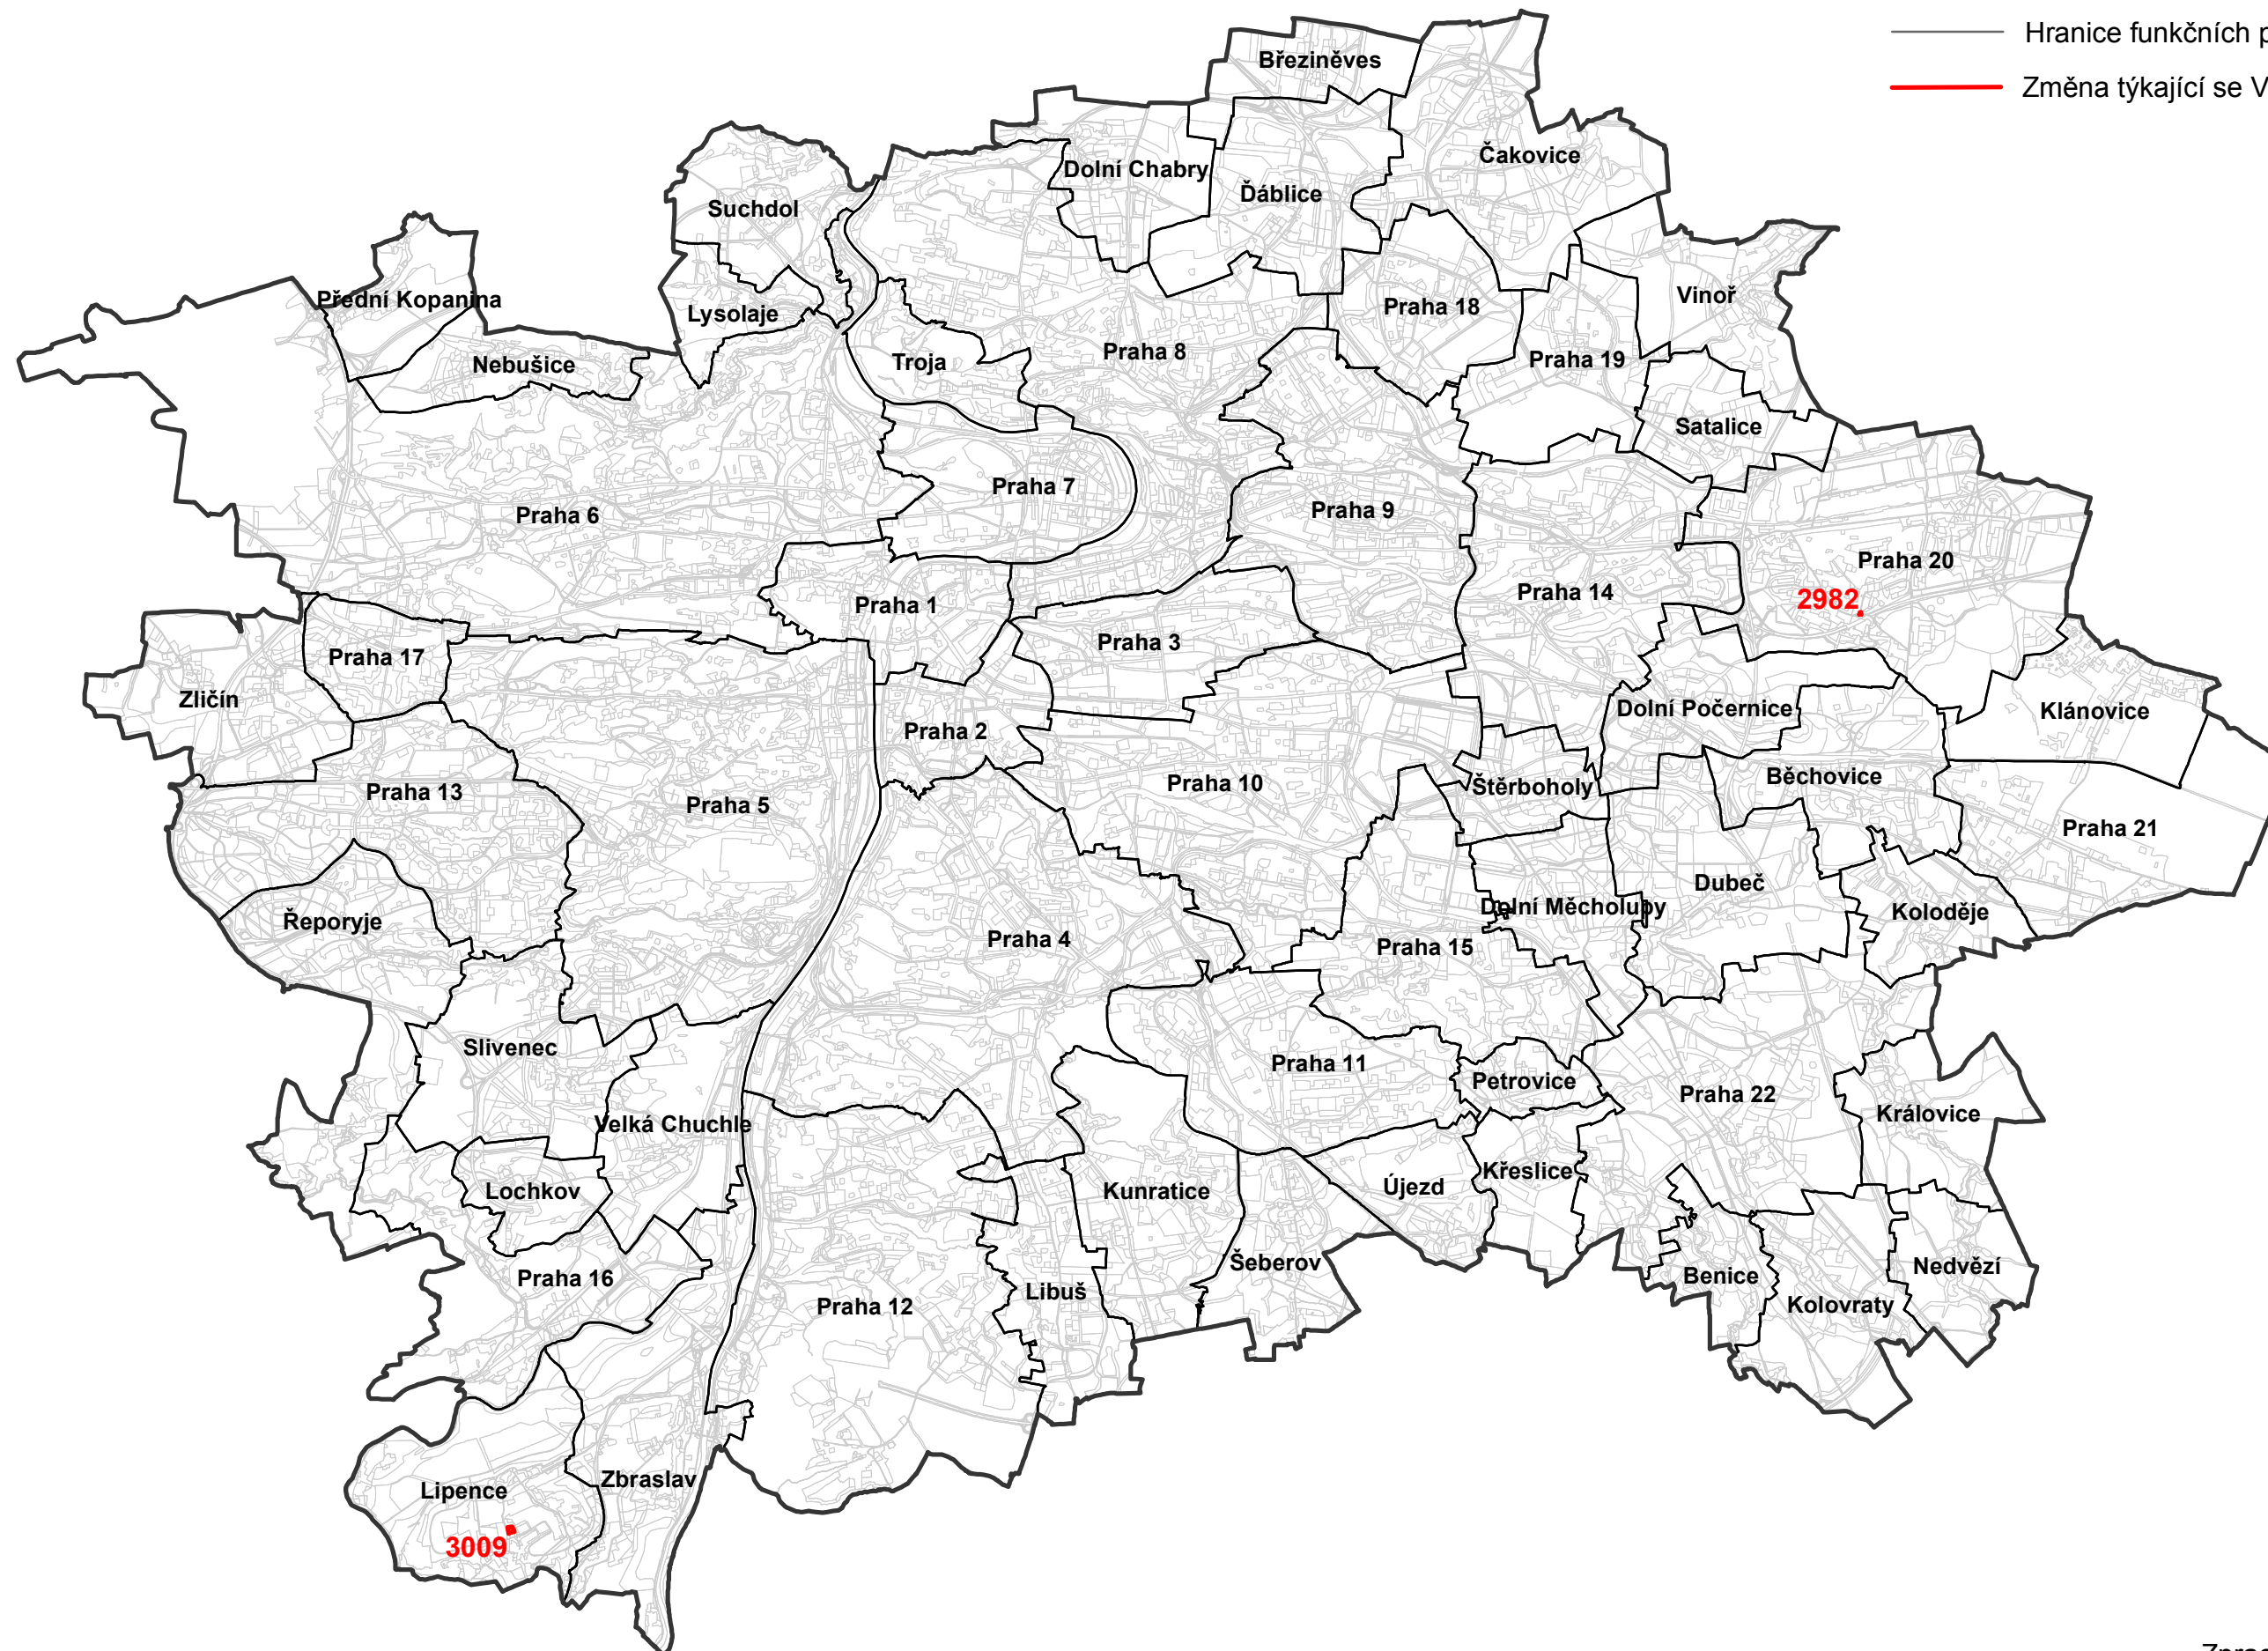 Hranice funkčních p
Změna týkající se V
Březiněves
Čakovice
Dolní Chabry
Ďáblice
Suchdol
Přední Kopanina
Lysolaje
Vinoř
Praha 18
Nebušice
Troja
Praha 8
Praha 19
Satalice
Praha 7
Praha 6
Praha 9
Praha 20
Praha 14
2982
Praha 1
Praha 3
Praha 17
Zličín
Dolní Počernice
Klánovice
Praha 2
Praha 13
Praha 5
Praha 10
Štěrboholy
Běchovice
Praha 21
Dubeč
Řeporyje
Dolní Měcholupy
Koloděje
Praha 4
Praha 15
Slivenec
Praha 11
Petrovice
Praha 22
Královice
Velká Chuchle
Lochkov
Kunratice
Újezd
Křeslice
Praha 16
Šeberov
Nedvězí
Benice
Libuš
Praha 12
Kolovraty
Lipence
Zbraslav
3009